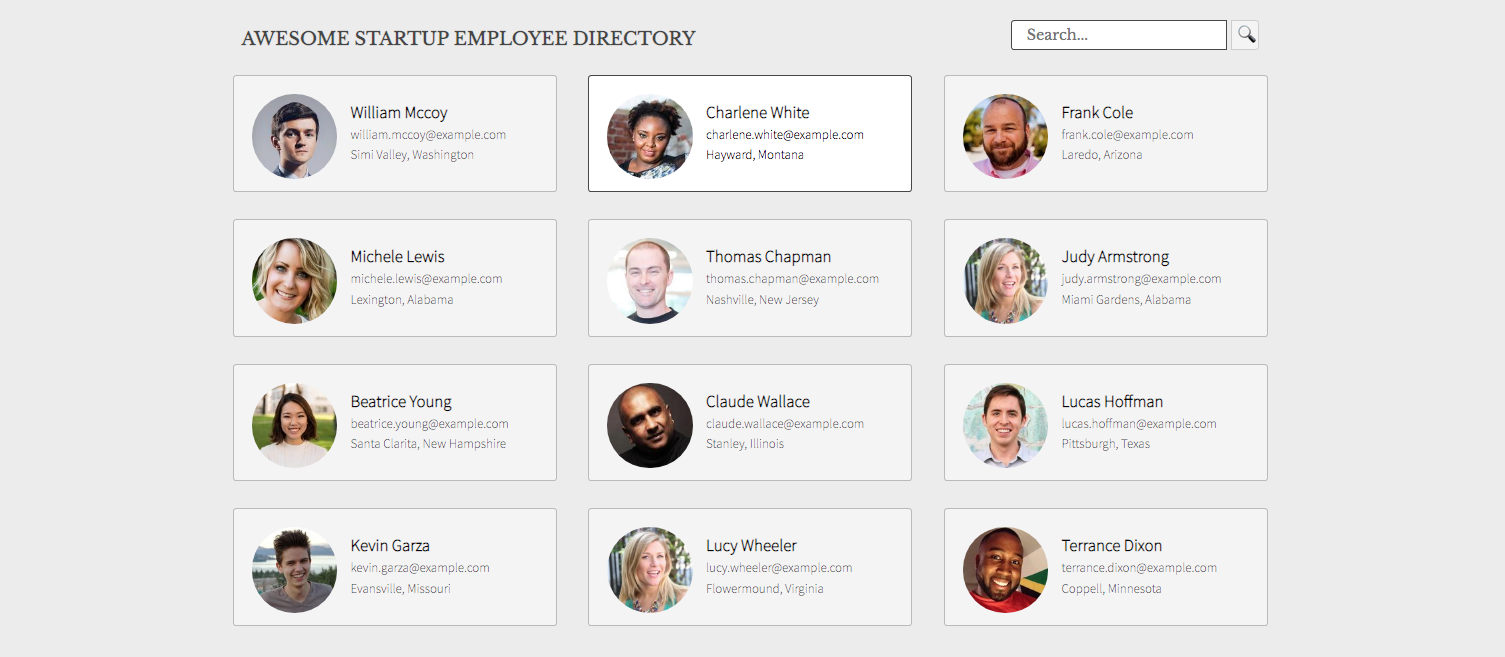 AWESOME STARTUP EMPLOYEE DIRECTORY
Search...
William Mccoy
william.mccoy@example.com
Simi Valley, Washington
Charlene White
charlene.white@example.com
Hayward, Montana
Frank Cole
frank.cole@example.com
Laredo, Arizona
Michele Lewis
michele.lewis@example.com
Lexington, Alabama
Thomas Chapman
thomas.chapman@example.com
Nashville, New Jersey
Judy Armstrong
judy.armstrong@example.com
Miami Gardens, Alabama
Beatrice Young
beatrice.young@example.com
Santa Clarita, New Hampshire
Claude Wallace
claude.wallace@example.com
Stanley, Illinois
Lucas Hoffman
lucas.hoffman@example.com
Pittsburgh, Texas
Kevin Garza
kevin.garza@example.com
Evansville, Missouri
Lucy Wheeler
lucy.wheeler@example.com
Flowermound, Virginia
Terrance Dixon
terrance.dixon@example.com
Coppell, Minnesota